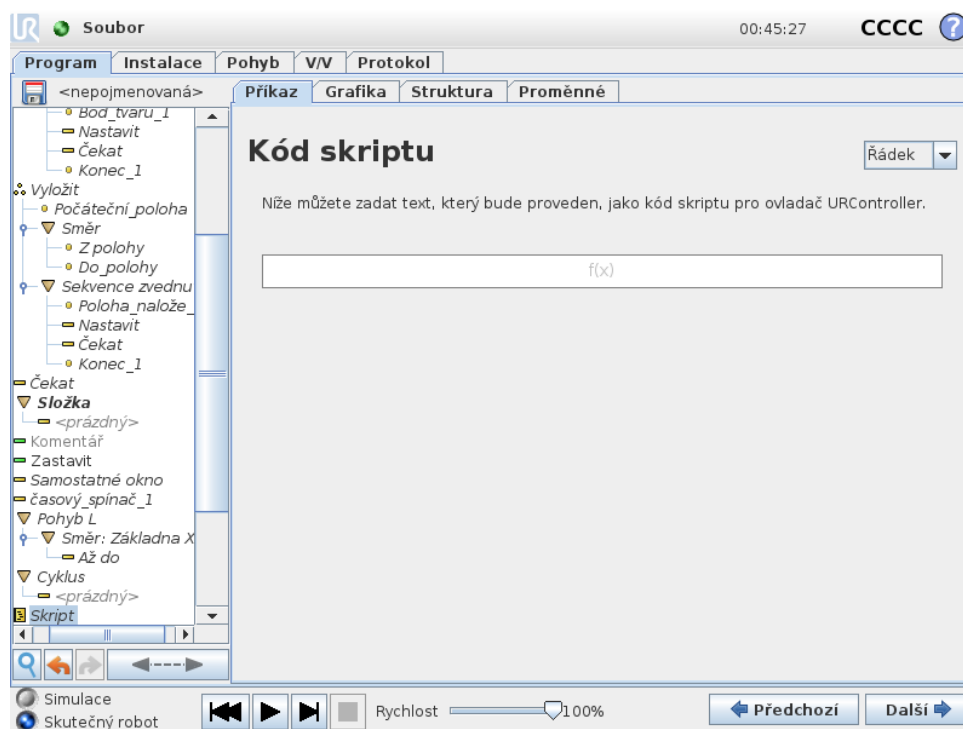 UR Soubor 00:45:27 CCCC ?
Program Instalace Pohyb V/V Protokol
<nepojmenovaná> Příkaz Grafika Struktura Proměnné
Bod_tvaru_1
Nastavit
Čekat
Konec_1
Vyložit
Počáteční_poloha
Směr
Z polohy
Do_polohy
Sekvence zvednu
Poloha_nalože_
Nastavit
Čekat
Konec_1
Čekat
Složka
<prázdný>
Komentář
Zastavit
Samostatné okno
časový_spínač_1
Pohyb L
Směr: Základna X
Až do
Cyklus
<prázdný>
Skript
Kód skriptu
Řádek
Níže můžete zadat text, který bude proveden, jako kód skriptu pro ovladač URController.
f(x)
Simulace
Skutečný robot
Rychlost 100%
Předchozí Další